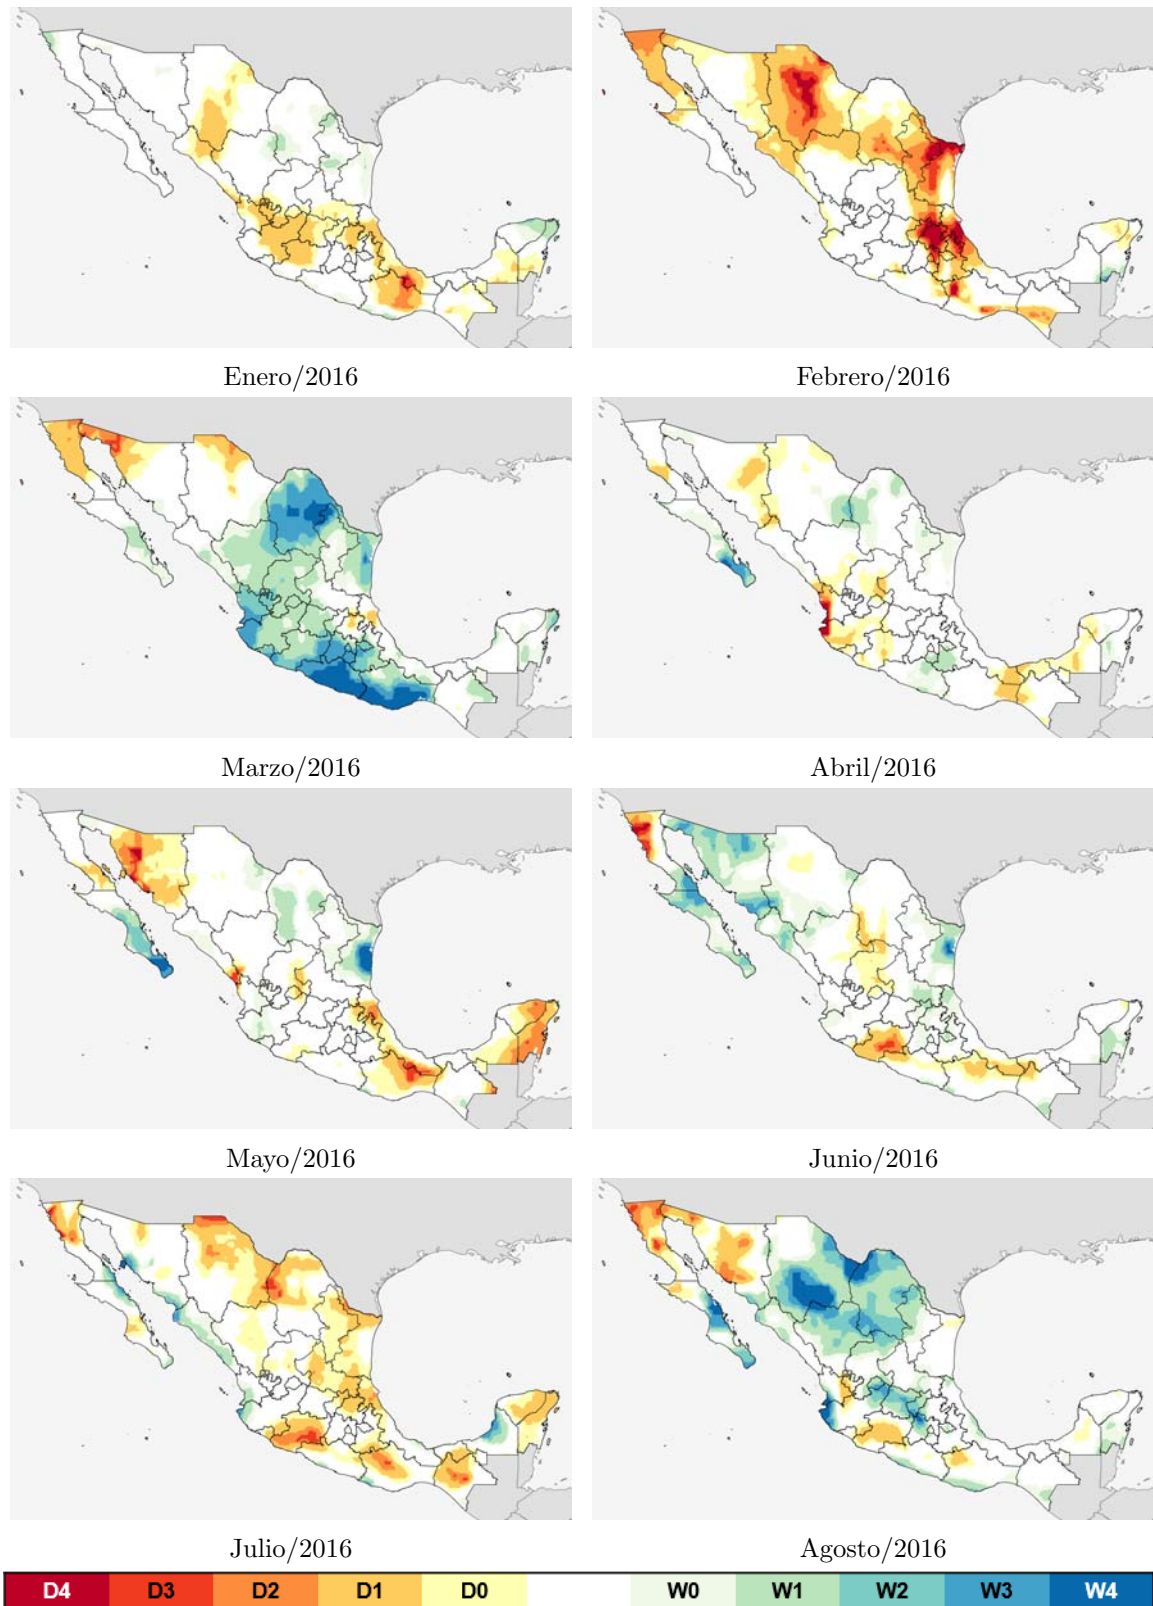 Enero/2016 Febrero/2016
Marzo/2016 Abril/2016
Mayo/2016 Junio/2016
Julio/2016 Agosto/2016
D4 D3 D2 D1 D0 W0 W1 W2 W3 W4